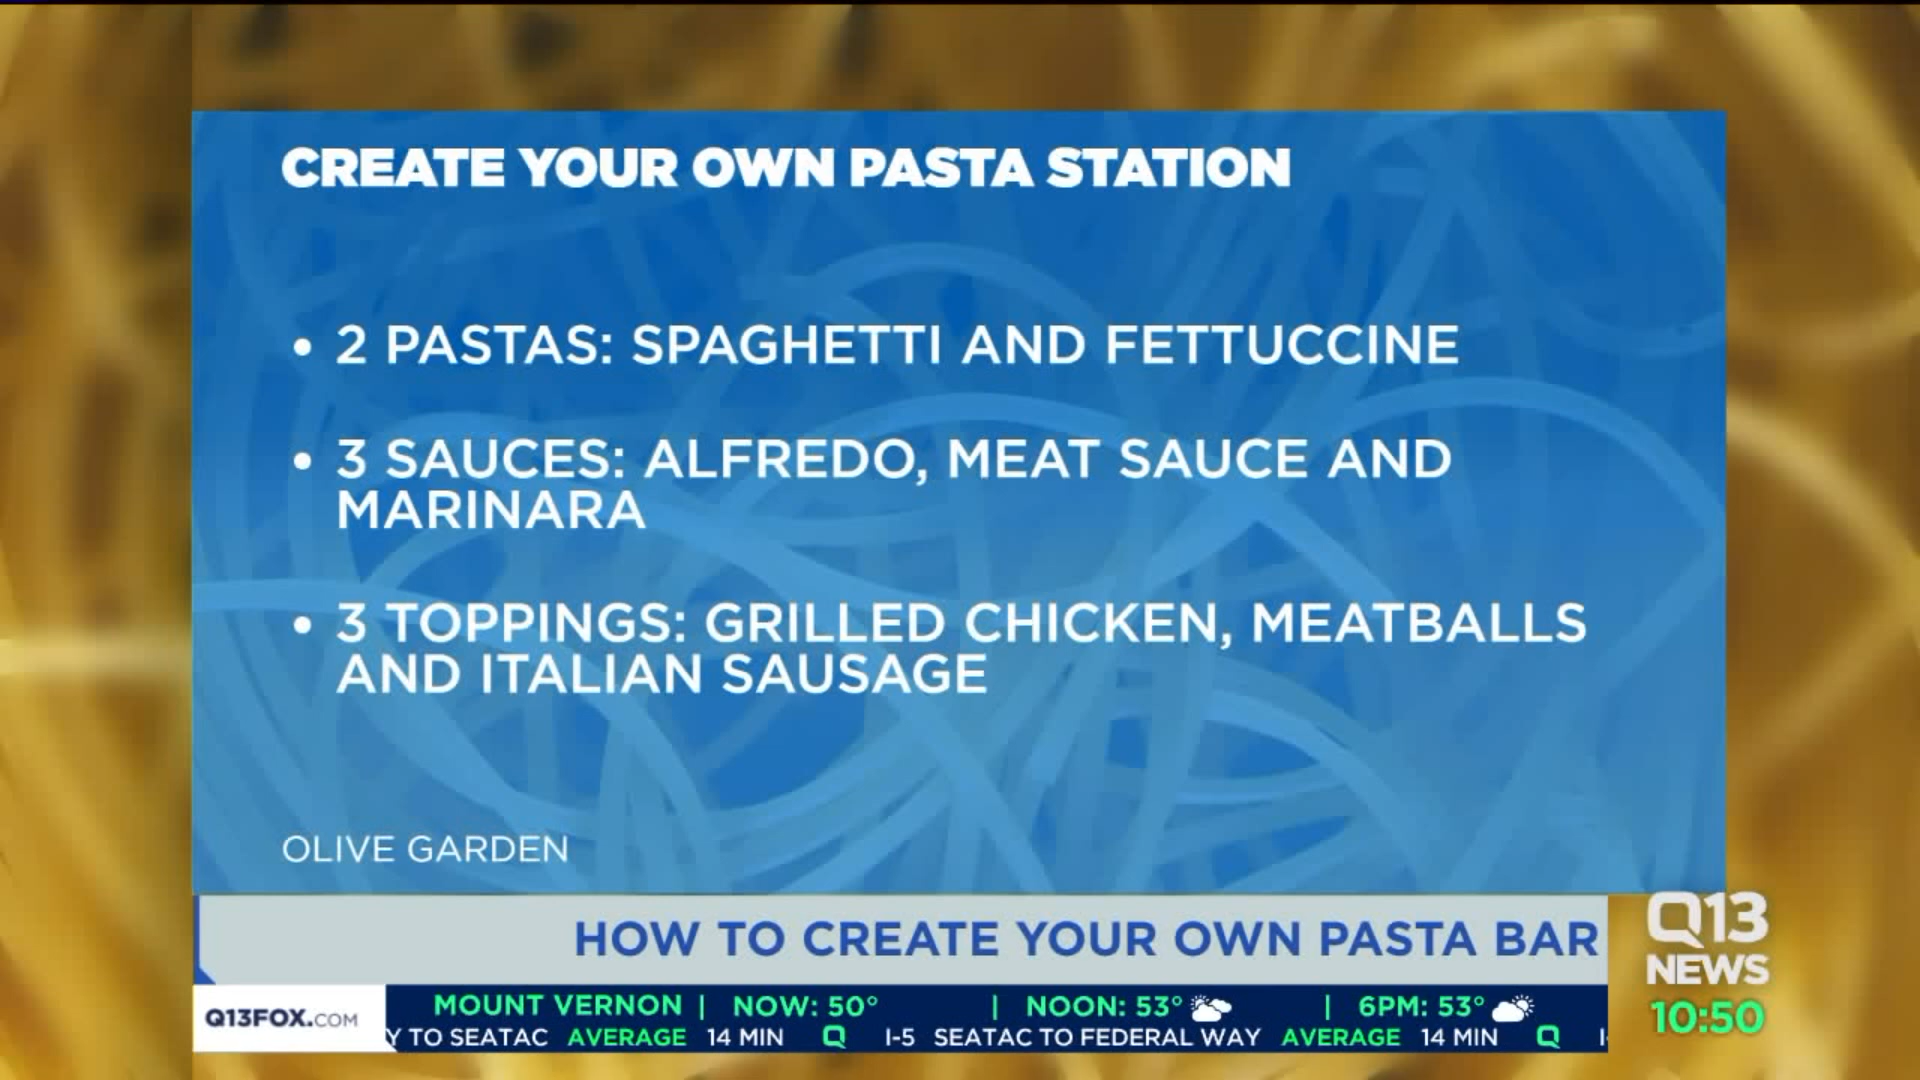 CREATE YOUR OWN PASTA STATION
• 2 PASTAS: SPAGHETTI AND FETTUCCINE
• 3 SAUCES: ALFREDO, MEAT SAUCE AND
MARINARA
• 3 TOPPINGS: GRILLED CHICKEN, MEATBALLS
AND ITALIAN SAUSAGE
OLIVE GARDEN
HOW TO CREATE YOUR OWN PASTA BAR
Q13
NEWS
10:50
Q13FOX.COM
MOUNT VERNON | NOW: 50° | NOON: 53° | 6PM: 53°
Y TO SEATAC AVERAGE 14 MIN Q I-5 SEATAC TO FEDERAL WAY AVERAGE 14 MIN Q